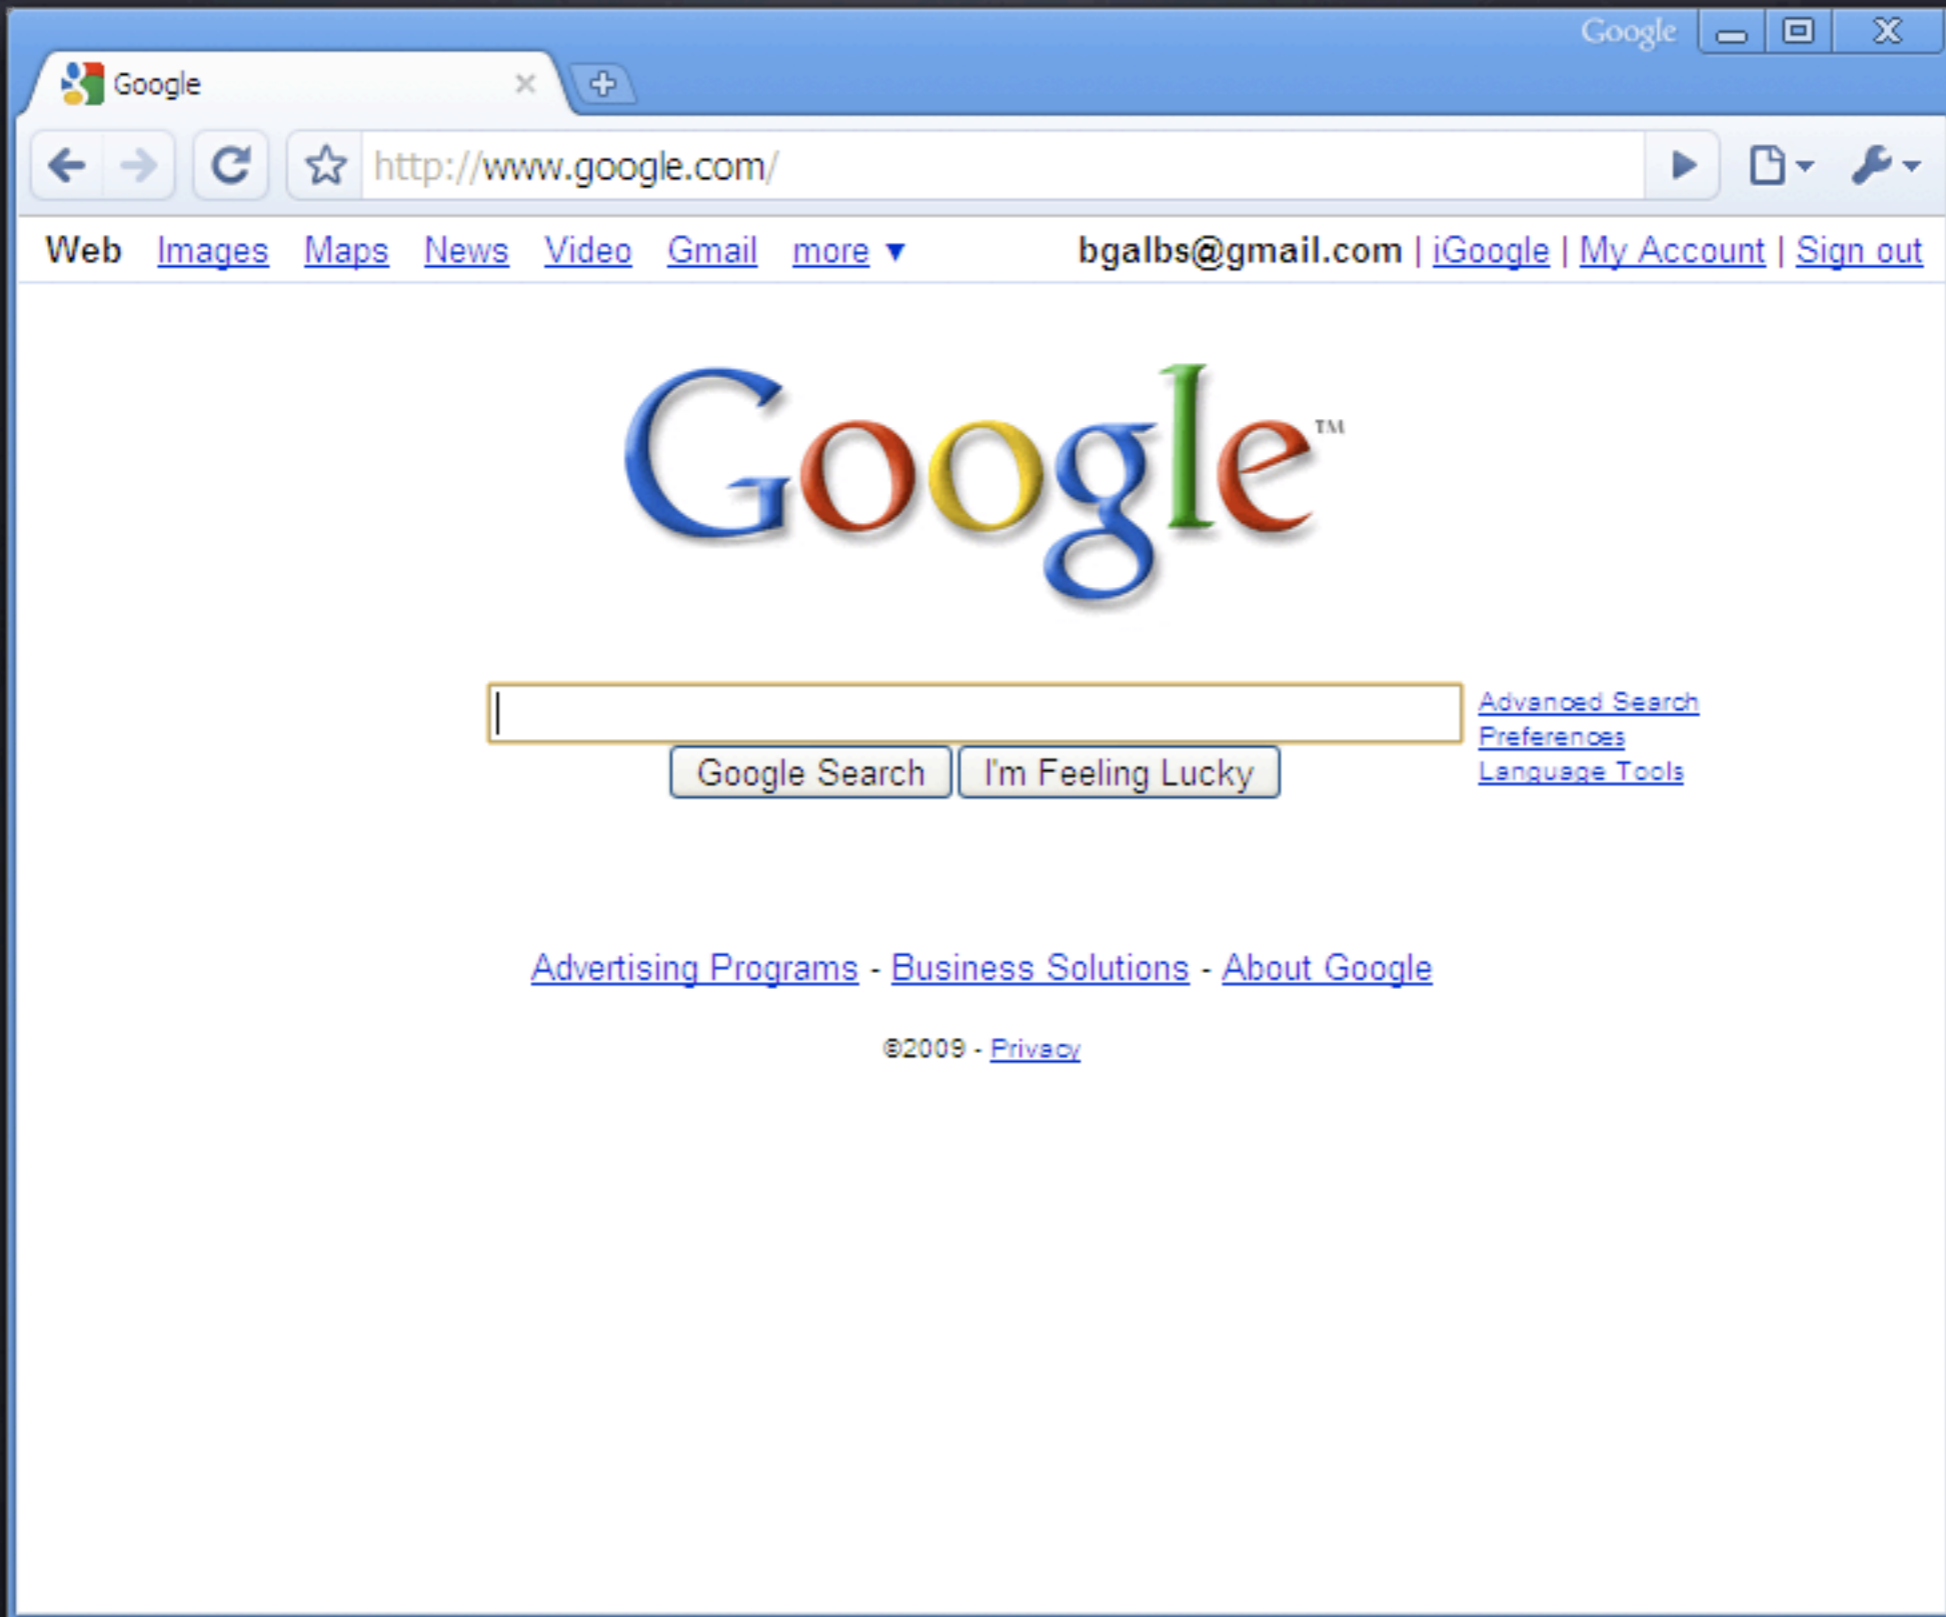 Google
Google
http://www.google.com/
Web Images Maps News Video Gmail more ▼ bgalbs@gmail.com | iGoogle | My Account | Sign out
Google™
Advanced Search
Preferences
Language Tools
Google Search I'm Feeling Lucky
Advertising Programs - Business Solutions - About Google
©2009 - Privacy